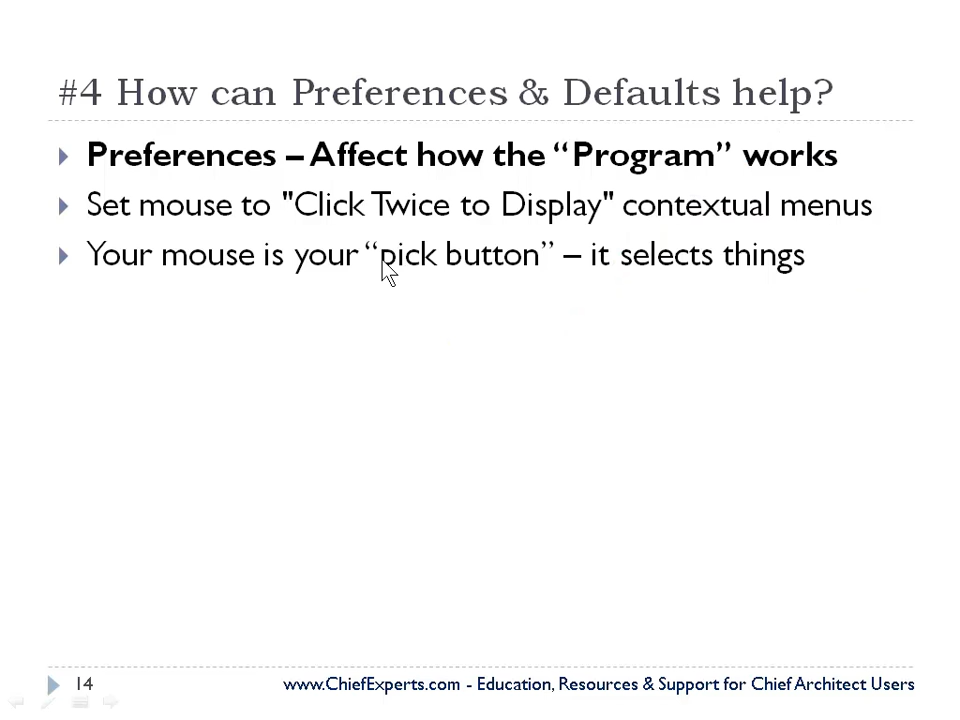 #4 How can Preferences & Defaults help?
Preferences – Affect how the “Program” works
Set mouse to "Click Twice to Display" contextual menus
Your mouse is your “pick button” – it selects things
14
www.ChiefExperts.com - Education, Resources & Support for Chief Architect Users